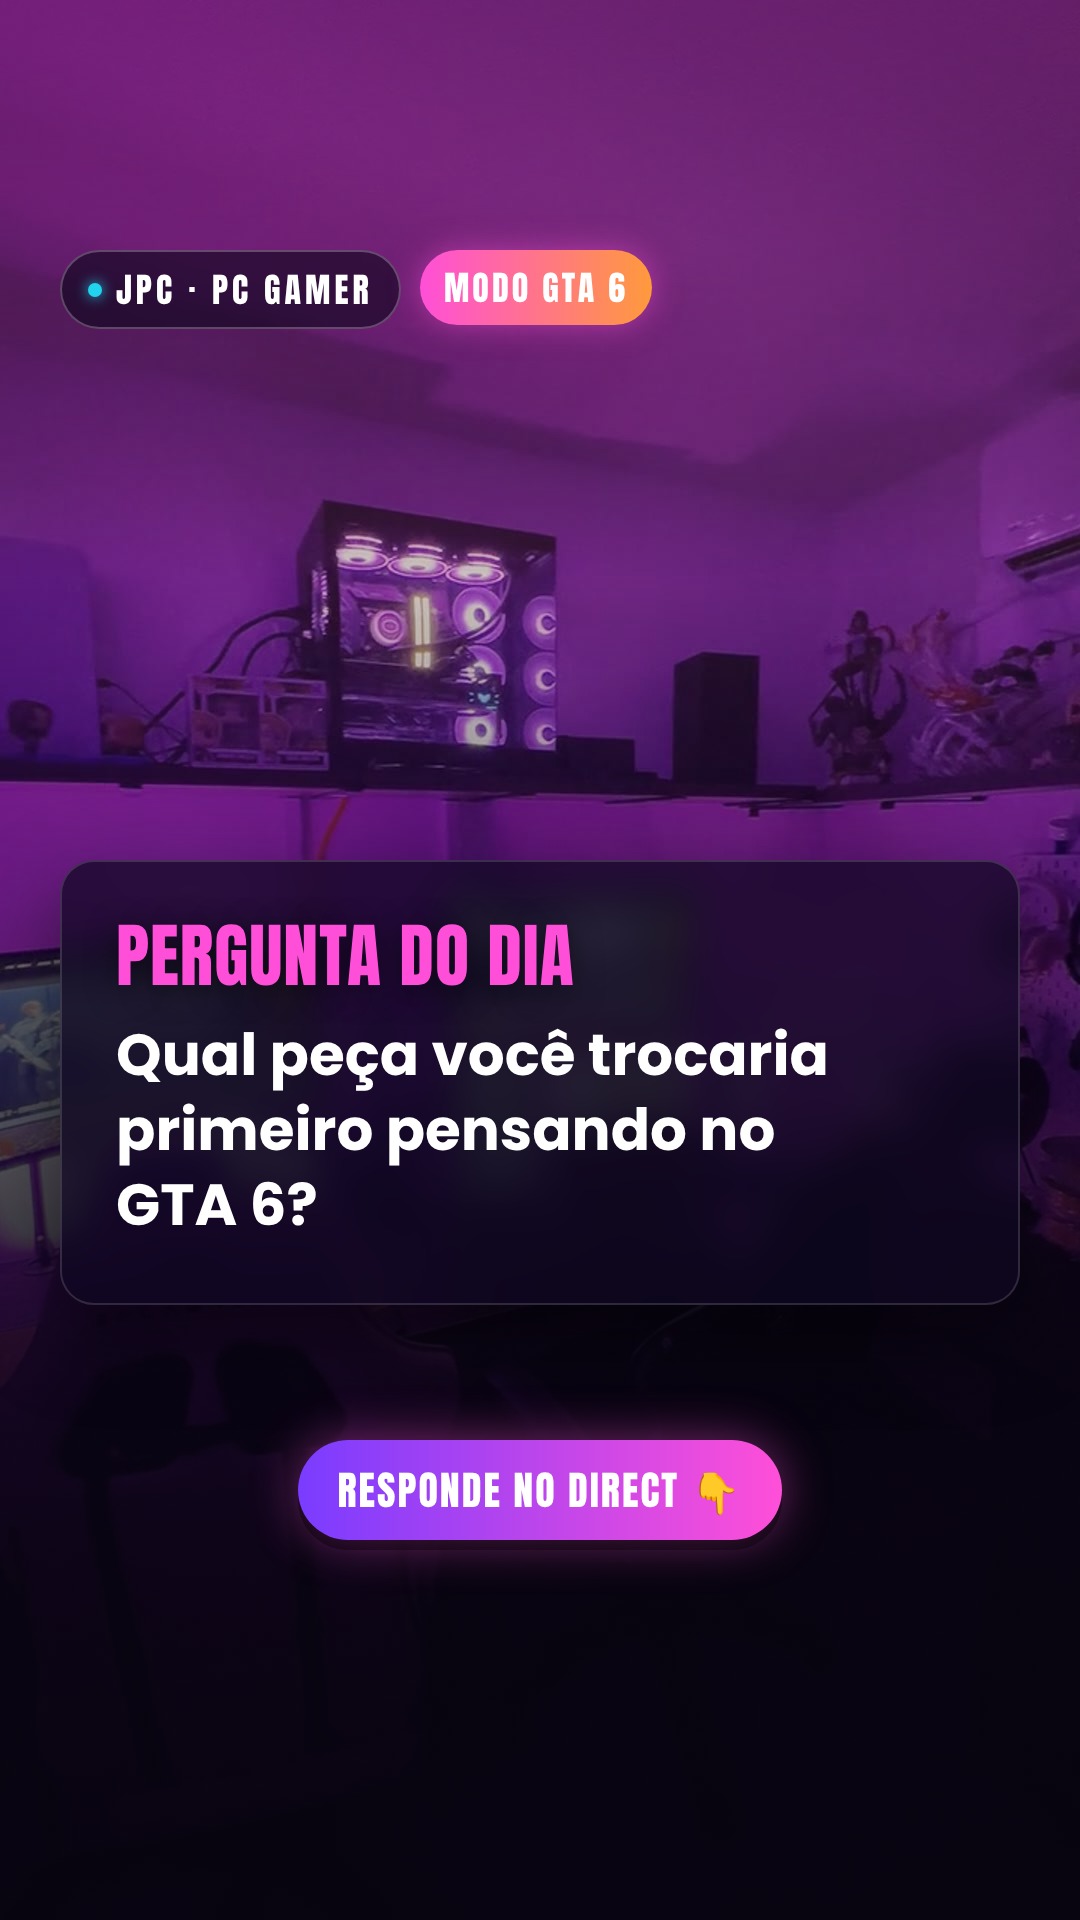 JPC · PC GAMER
MODO GTA 6
PERGUNTA DO DIA
Qual peça você trocaria
primeiro pensando no
GTA 6?
RESPONDE NO DIRECT 👇